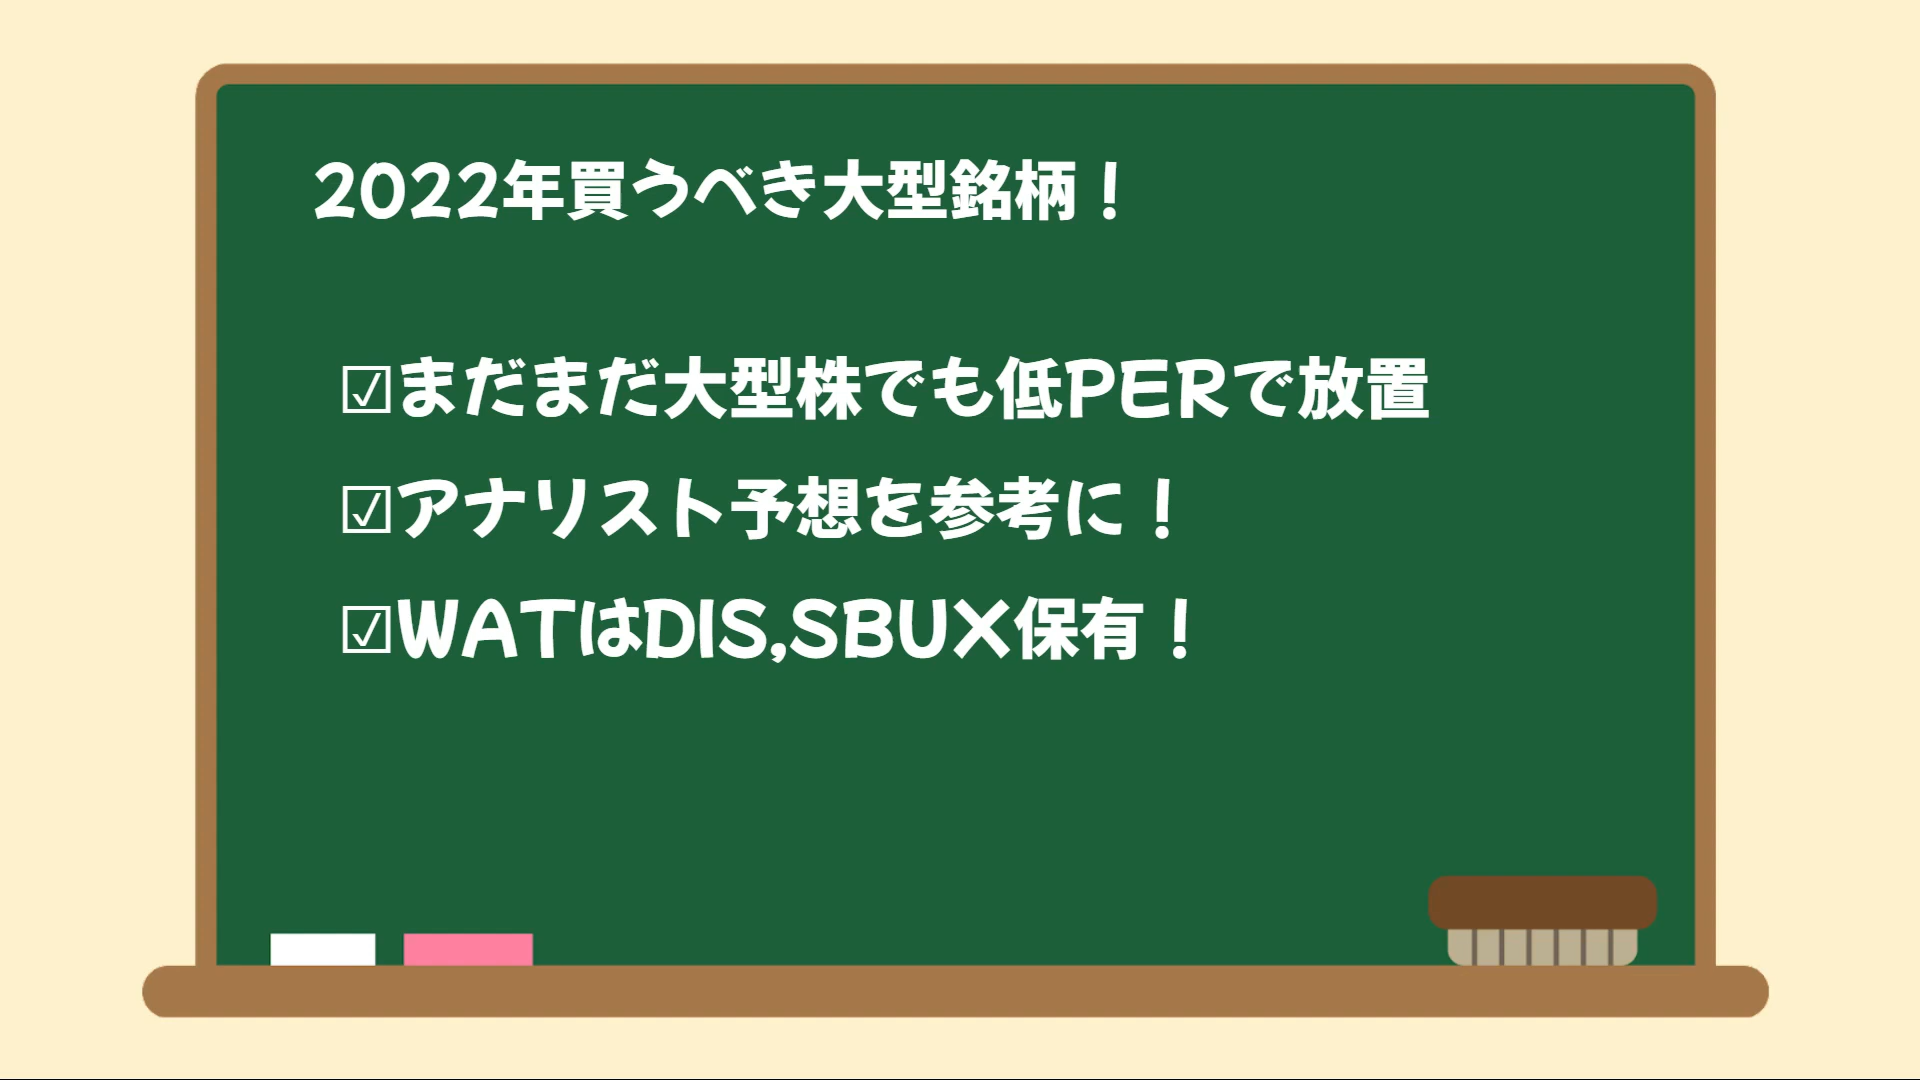 2022年買うべき大型銘柄！
☑まだまだ大型株でも低PERで放置
☑アナリスト予想を参考に！
☑WATはDIS,SBUX保有！